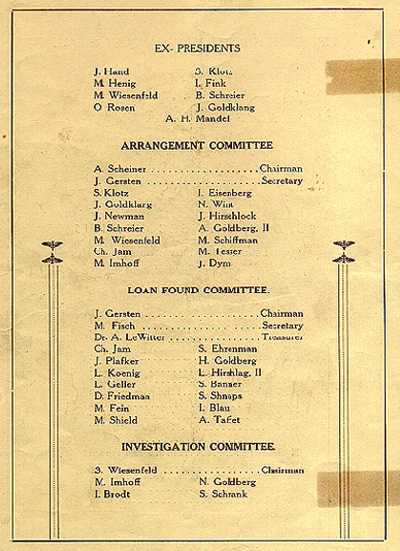 EX- PRESIDENTS
J. Hand S. Klotz
M. Henig I. Fink
M. Wiesenfeld B. Schreier
O Rosen J. Goldklang
A. H. Mandel
ARRANGEMENT COMMITTEE
A Scheiner ..................... Chairman
J. Gersten ..................... Secretary
S. Klotz I. Eisenberg
J. Goldklang N. Wint
J. Newman J. Hirschlock
B. Schreier A. Goldberg, II
M. Wiesenfeld M. Schiffman
Ch. Jam M. Tesser
M. Imhoff J. Dym
LOAN FOUND COMMITTEE.
J. Gersten ..................... Chairman
M. Fisch ..................... Secretary
Dr. A. LeWitter ............. Treasurer
Ch. Jam S. Ehrenman
J. Plafker H. Goldberg
L. Koenig L. Hirshlag, II
L. Geller S. Banner
D. Friedman S. Shnaps
M. Fein I. Blau
M. Shield A. Taffet
INVESTIGATION COMMITTEE.
S. Wiesenfeld ................. Chairman
M. Imhoff N. Goldberg
I. Brodt S. Schrank